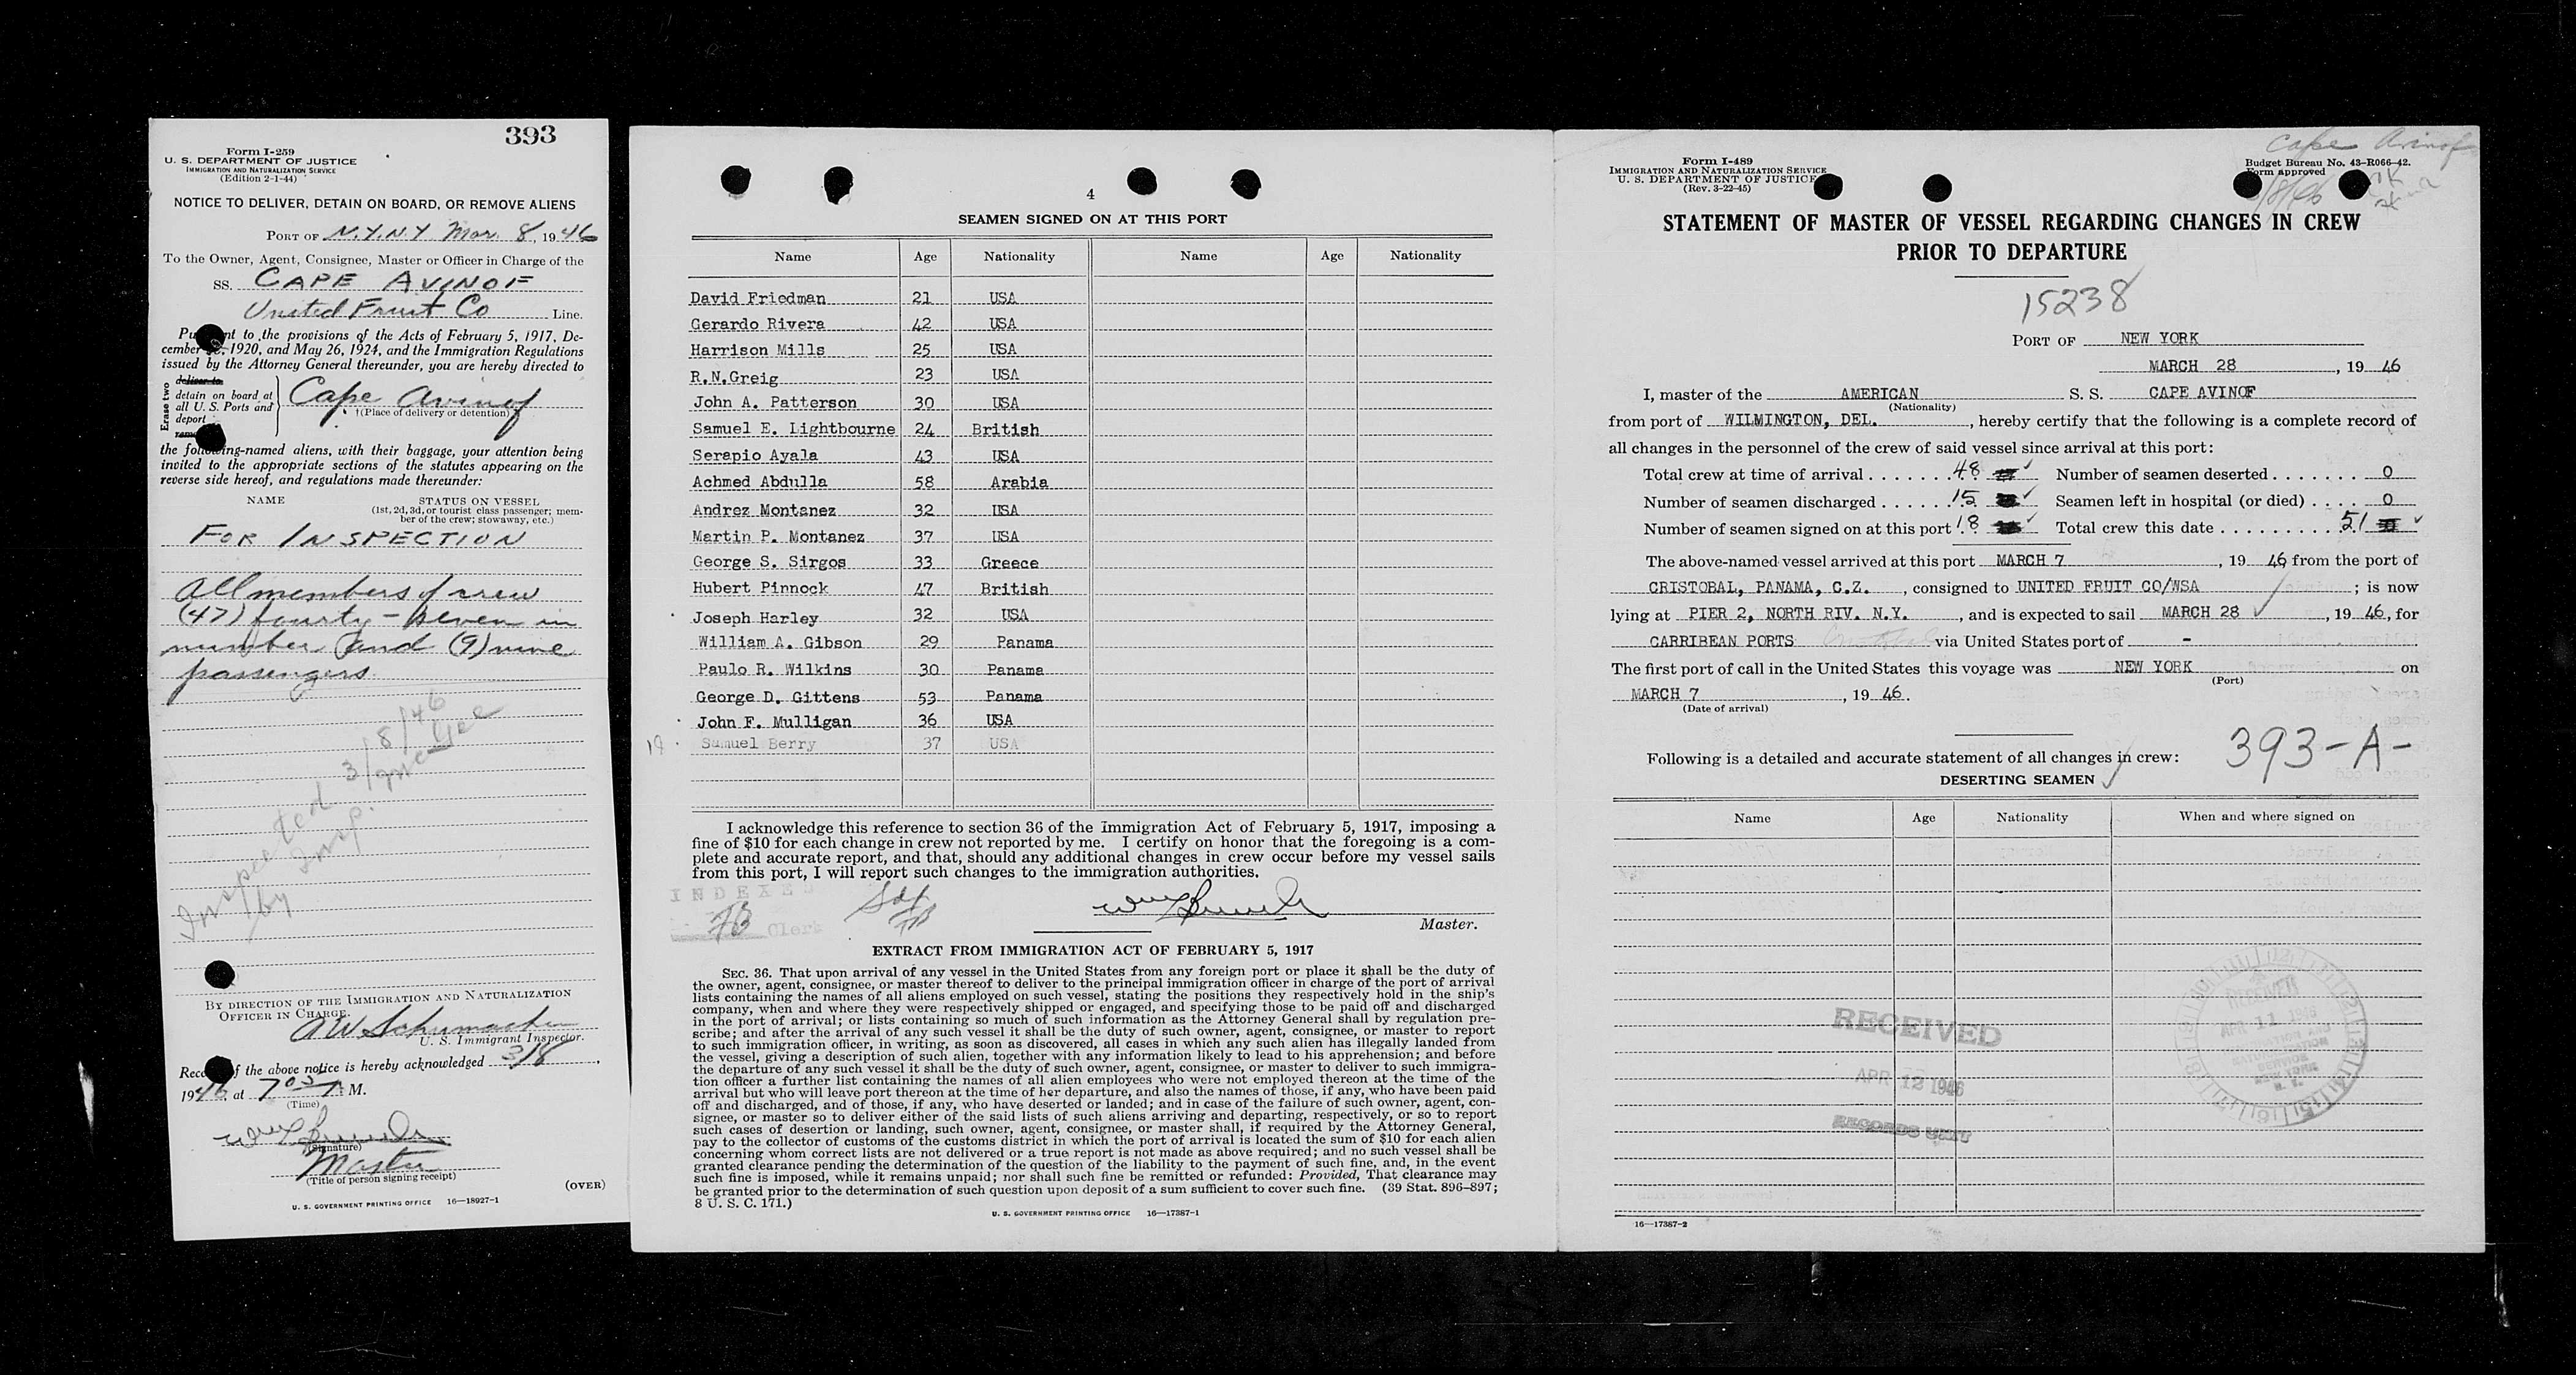 393
Form I-259
U. S. DEPARTMENT OF JUSTICE
IMMIGRATION AND NATURALIZATION SERVICE
(Edition 2-1-44)
NOTICE TO DELIVER, DETAIN ON BOARD, OR REMOVE ALIENS
PORT OF N.Y.N.Y. Mar. 8, 1946
To the Owner, Agent, Consignee, Master or Officer in Charge of the
SS. CAPE AVINOF
United Fruit Co Line.
nt to the provisions of the Acts of February 5, 1917, De-
cember 1920, and May 26, 1924, and the Immigration Regulations
issued by the Attorney General thereunder, you are hereby directed to
Erase two
deliver to
detain on board at
all U. S. Ports and
deport
Cape Avinof
†(Place of delivery or detention)
the following-named aliens, with their baggage, your attention being
invited to the appropriate sections of the statutes appearing on the
reverse side hereof, and regulations made thereunder:
NAME STATUS ON VESSEL
(1st, 2d, 3d, or tourist class passenger; mem-
ber of the crew; stowaway, etc.)
FOR INSPECTION
All members of crew
(47) fourty-seven in
number and (9) nine
passengers
Inspected 3/8/46
by Insp.
BY DIRECTION OF THE IMMIGRATION AND NATURALIZATION
OFFICER IN CHARGE.
A W Schumacher
U. S. Immigrant Inspector.
of the above notice is hereby acknowledged 3/8,
1946, at 7 05 A M.
(Time)
(Signature)
Master
(Title of person signing receipt)
(OVER)
U. S. GOVERNMENT PRINTING OFFICE 16—18927-1
4
SEAMEN SIGNED ON AT THIS PORT
Name Age Nationality Name Age Nationality
David Friedman 21 USA
Gerardo Rivera 42 USA
Harrison Mills 25 USA
R.N.Greig 23 USA
John A. Patterson 30 USA
Samuel E. Lightbourne 24 British
Serapio Ayala 43 USA
Achmed Abdulla 58 Arabia
Andrez Montanez 32 USA
Martin P. Montanez 37 USA
George S. Sirgos 33 Greece
Hubert Pinnock 47 British
Joseph Harley 32 USA
William A. Gibson 29 Panama
Paulo R. Wilkins 30 Panama
George D. Gittens 53 Panama
John F. Mulligan 36 USA
18 Samuel Berry 37 USA
I acknowledge this reference to section 36 of the Immigration Act of February 5, 1917, imposing a
fine of $10 for each change in crew not reported by me. I certify on honor that the foregoing is a com-
plete and accurate report, and that, should any additional changes in crew occur before my vessel sails
from this port, I will report such changes to the immigration authorities.
INDEXED
Clerk
Master.
EXTRACT FROM IMMIGRATION ACT OF FEBRUARY 5, 1917
SEC. 36. That upon arrival of any vessel in the United States from any foreign port or place it shall be the duty of
the owner, agent, consignee, or master thereof to deliver to the principal immigration officer in charge of the port of arrival
lists containing the names of all aliens employed on such vessel, stating the positions they respectively hold in the ship's
company, when and where they were respectively shipped or engaged, and specifying those to be paid off and discharged
in the port of arrival; or lists containing so much of such information as the Attorney General shall by regulation pre-
scribe; and after the arrival of any such vessel it shall be the duty of such owner, agent, consignee, or master to report
to such immigration officer, in writing, as soon as discovered, all cases in which any such alien has illegally landed from
the vessel, giving a description of such alien, together with any information likely to lead to his apprehension; and before
the departure of any such vessel it shall be the duty of such owner, agent, consignee, or master to deliver to such immigra-
tion officer a further list containing the names of all alien employees who were not employed thereon at the time of the
arrival but who will leave port thereon at the time of her departure, and also the names of those, if any, who have been paid
off and discharged, and of those, if any, who have deserted or landed; and in case of the failure of such owner, agent, con-
signee, or master so to deliver either of the said lists of such aliens arriving and departing, respectively, or so to report
such cases of desertion or landing, such owner, agent, consignee, or master shall, if required by the Attorney General,
pay to the collector of customs of the customs district in which the port of arrival is located the sum of $10 for each alien
concerning whom correct lists are not delivered or a true report is not made as above required; and no such vessel shall be
granted clearance pending the determination of the question of the liability to the payment of such fine, and, in the event
such fine is imposed, while it remains unpaid; nor shall such fine be remitted or refunded: Provided, That clearance may
be granted prior to the determination of such question upon deposit of a sum sufficient to cover such fine. (39 Stat. 896-897;
8 U. S. C. 171.)
U. S. GOVERNMENT PRINTING OFFICE 16—17387-1
Cape Avinof
Form I-489
IMMIGRATION AND NATURALIZATION SERVICE
U. S. DEPARTMENT OF JUSTICE
(Rev. 3-22-45)
Budget Bureau No. 43-R066-42.
Form approved
STATEMENT OF MASTER OF VESSEL REGARDING CHANGES IN CREW
PRIOR TO DEPARTURE
15238
PORT OF NEW YORK
MARCH 28, 1946
I, master of the AMERICAN S. S. CAPE AVINOF
(Nationality)
from port of WILMINGTON, DEL., hereby certify that the following is a complete record of
all changes in the personnel of the crew of said vessel since arrival at this port:
Total crew at time of arrival 48 Number of seamen deserted 0
Number of seamen discharged 15 Seamen left in hospital (or died) 0
Number of seamen signed on at this port 18 Total crew this date 51
The above-named vessel arrived at this port MARCH 7, 1946 from the port of
CRISTOBAL, PANAMA, C.Z., consigned to UNITED FRUIT CO/WSA; is now
lying at PIER 2, NORTH RIV. N.Y., and is expected to sail MARCH 28, 1946, for
CARRIBEAN PORTS via United States port of -
The first port of call in the United States this voyage was NEW YORK on
(Port)
MARCH 7, 1946.
(Date of arrival)
393-A-
Following is a detailed and accurate statement of all changes in crew:
DESERTING SEAMEN
Name Age Nationality When and where signed on
RECEIVED
APR 12 1946
RECORDS UNIT
RECEIVED
APR 11 1946
IMMIGRATION AND
NATURALIZATION
SERVICE
NEW YORK
N. Y.
16—17387-2